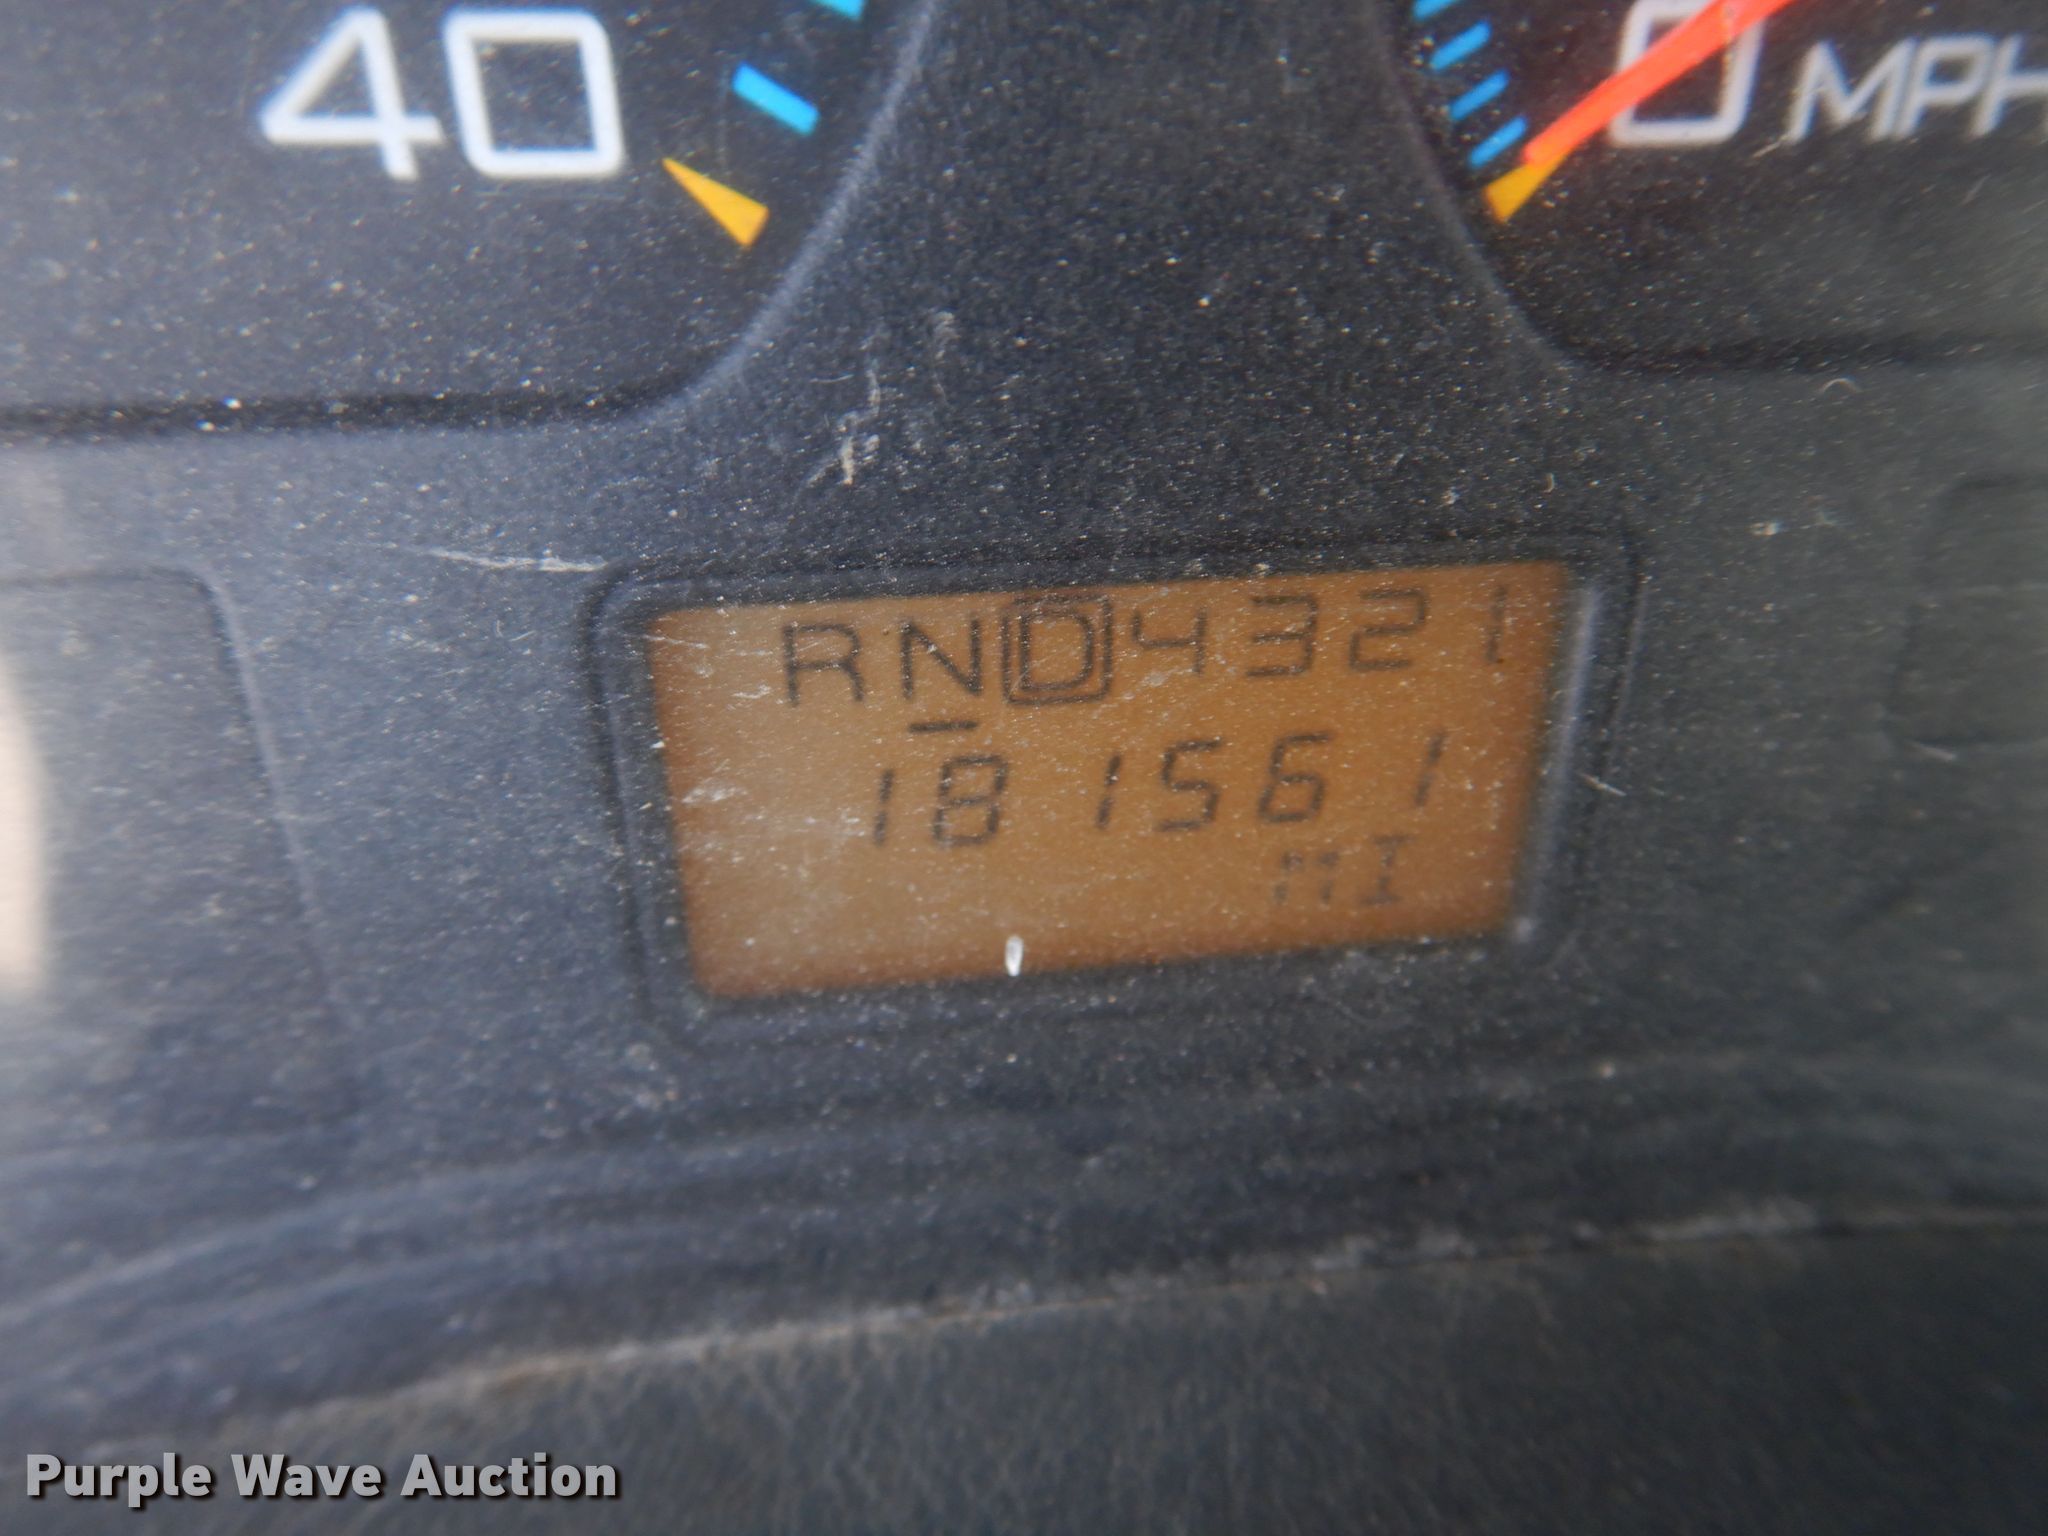 40
0 MPH
RND4321
181561
MI
Purple Wave Auction